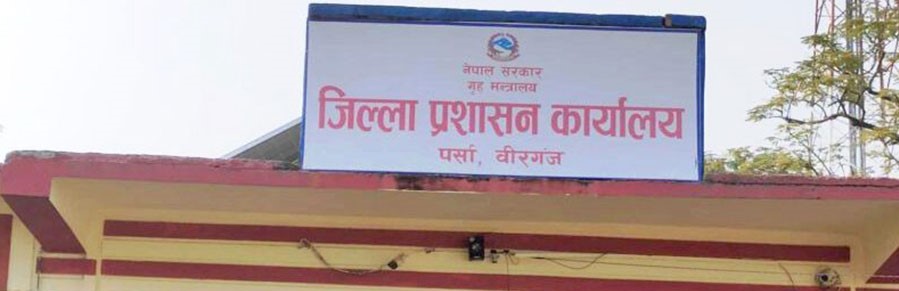 नेपाल सरकार
गृह मन्त्रालय
जिल्ला प्रशासन कार्यालय
पर्सा, वीरगंज